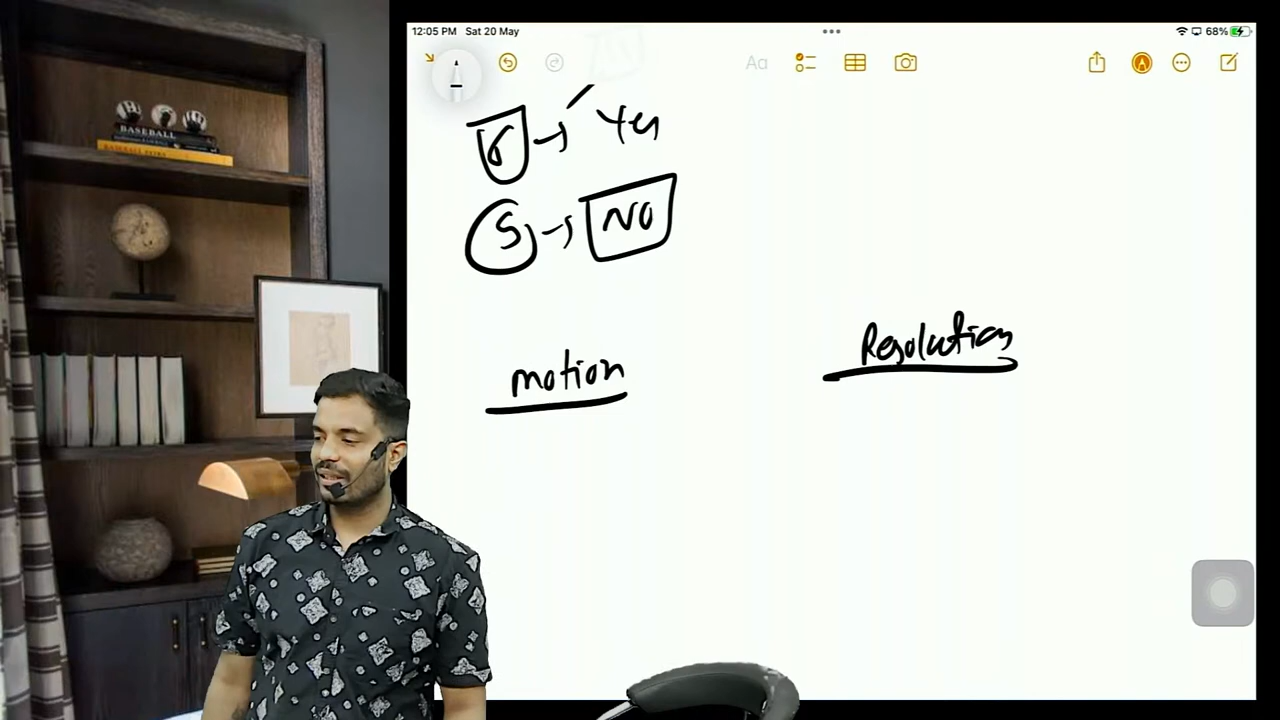 12:05 PM Sat 20 May
68%
Aa
BASEBALL
→ Yes
S → NO
motion
Resolution